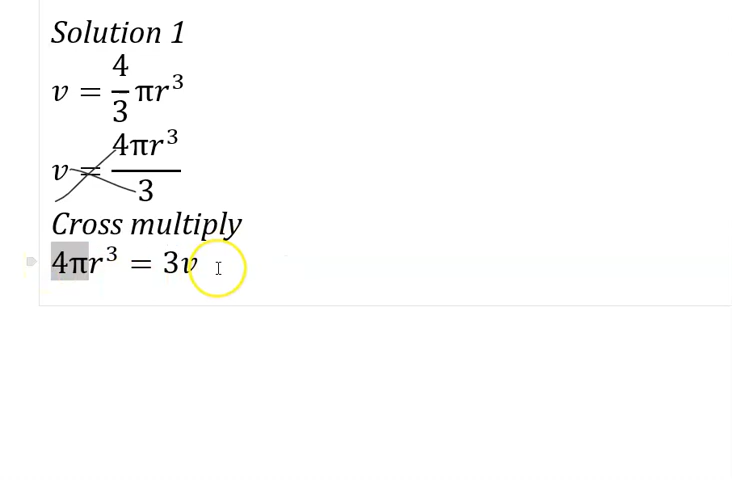 Solution 1
v = 4/3 πr³
v = 4πr³/3
Cross multiply
4πr³ = 3v